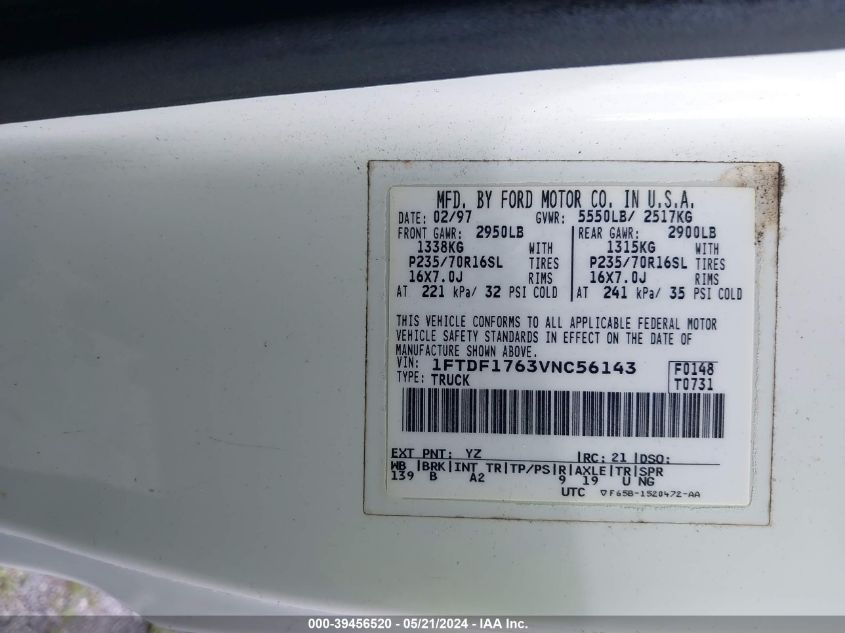 MFD. BY FORD MOTOR CO. IN U.S.A.
DATE: 02/97 GVWR: 5550LB/ 2517KG
FRONT GAWR: 2950LB REAR GAWR: 2900LB
1338KG WITH 1315KG WITH
P235/70R16SL TIRES P235/70R16SL TIRES
16X7.0J RIMS 16X7.0J RIMS
AT 221 kPa/ 32 PSI COLD AT 241 kPa/ 35 PSI COLD
THIS VEHICLE CONFORMS TO ALL APPLICABLE FEDERAL MOTOR
VEHICLE SAFETY STANDARDS IN EFFECT ON THE DATE OF
MANUFACTURE SHOWN ABOVE.
VIN: 1FTDF1763VNC56143 F0148
TYPE: TRUCK T0731
EXT PNT: YZ |RC: 21 |DSO:
WB |BRK|INT TR|TP/PS|R|AXLE|TR|SPR
139 B A2 9 19 U NG
UTC ▽F65B-1520472-AA
000-39456520 - 05/21/2024 - IAA Inc.